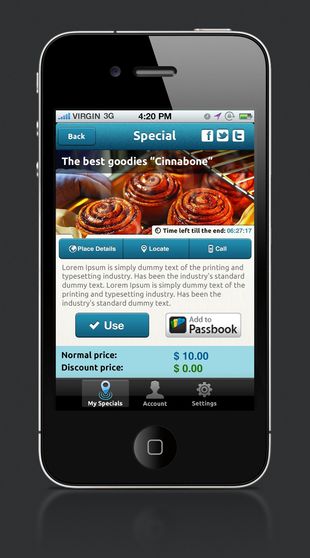 VIRGIN 3G 4:20 PM
Back Special
The best goodies “Cinnabone”
Time left till the end: 06:27:17
Place Details Locate Call
Lorem Ipsum is simply dummy text of the printing and
typesetting industry. Has been the
industry's standard. Lorem Ipsum is simply dummy
text of the printing and typesetting industry. Has been the
industry's standard dummy text.
Use Add to
Passbook
Normal price: $ 10.00
Discount price: $ 0.00
My Specials Account Settings